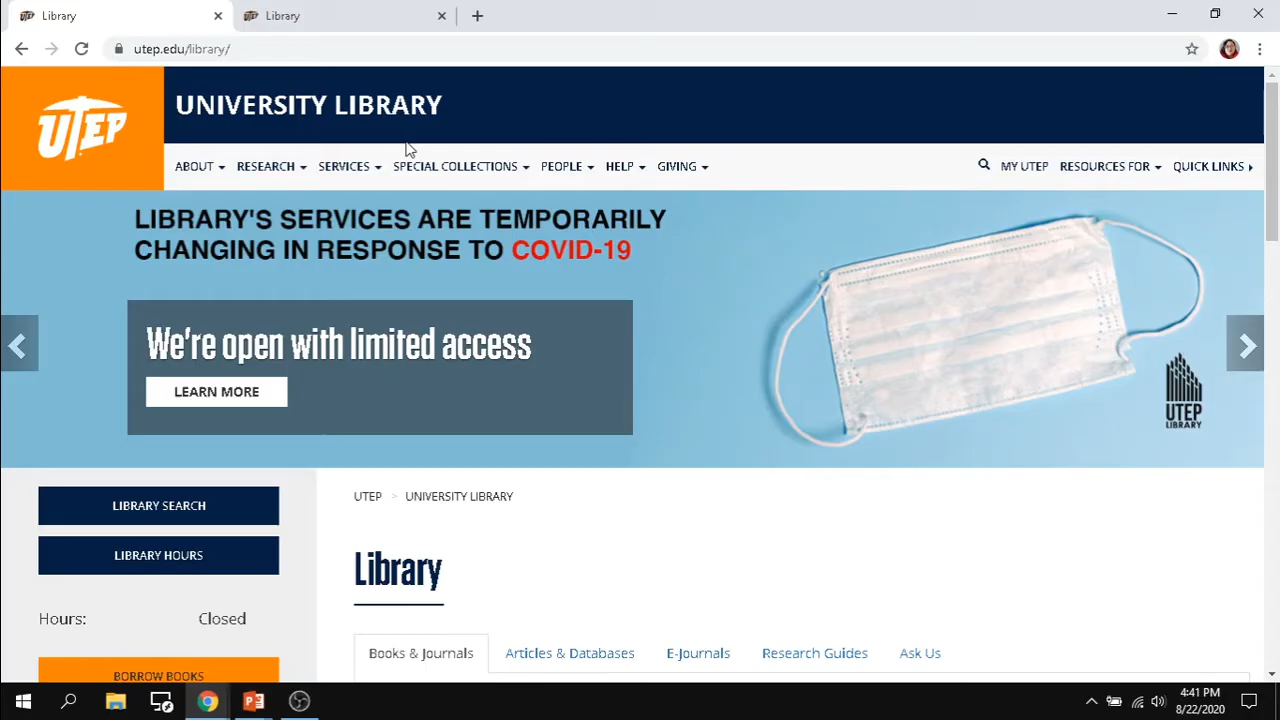 Library
Library
utep.edu/library/
UTEP
UNIVERSITY LIBRARY
ABOUT RESEARCH SERVICES SPECIAL COLLECTIONS PEOPLE HELP GIVING MY UTEP RESOURCES FOR QUICK LINKS
LIBRARY'S SERVICES ARE TEMPORARILY
CHANGING IN RESPONSE TO COVID-19
We're open with limited access
LEARN MORE
UTEP
LIBRARY
LIBRARY SEARCH
LIBRARY HOURS
Hours: Closed
BORROW BOOKS
UTEP > UNIVERSITY LIBRARY
Library
Books & Journals Articles & Databases E-Journals Research Guides Ask Us
4:41 PM
8/22/2020